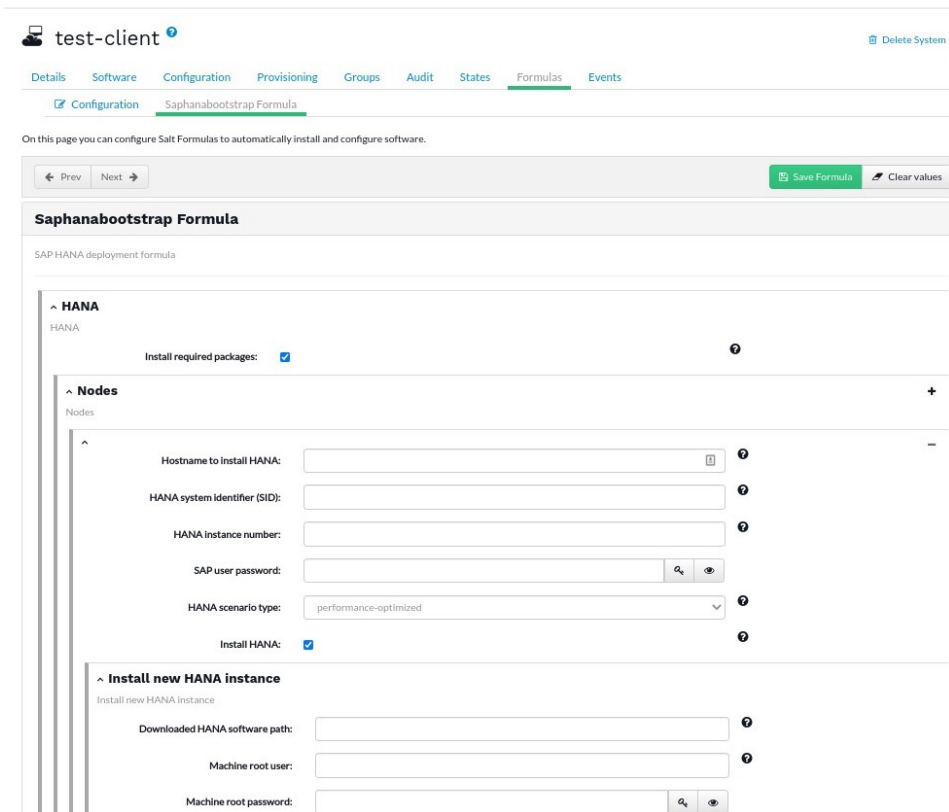 test-client
Delete System
Details Software Configuration Provisioning Groups Audit States Formulas Events
Configuration Saphanabootstrap Formula
On this page you can configure Salt Formulas to automatically install and configure software.
Prev Next Save Formula Clear values
Saphanabootstrap Formula
SAP HANA deployment formula
HANA
HANA
Install required packages:
Nodes
Nodes
Hostname to install HANA:
HANA system identifier (SID):
HANA instance number:
SAP user password:
HANA scenario type: performance-optimized
Install HANA:
Install new HANA instance
Install new HANA instance
Downloaded HANA software path:
Machine root user:
Machine root password: